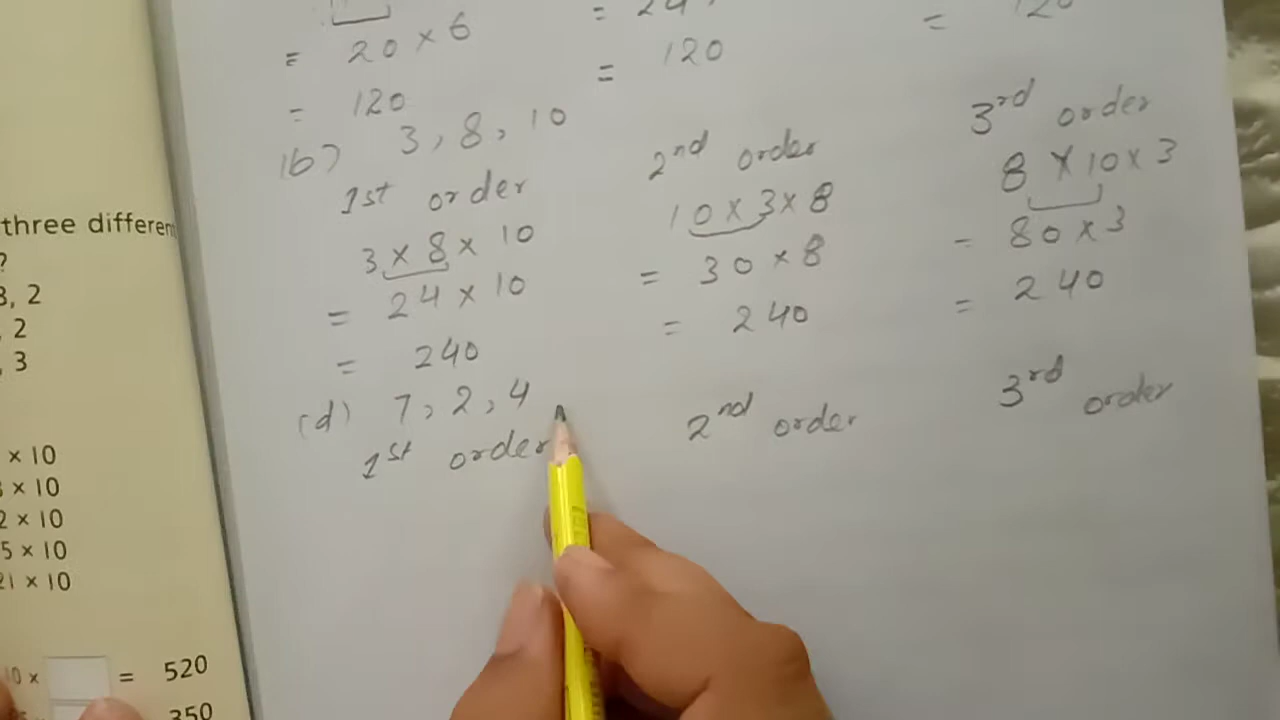 three differen
?
3, 2
, 2
, 3
× 10
× 10
2 × 10
5 × 10
21 × 10
10 × = 520
350
= 20 × 6
= 120
= 24
= 120
= 120
(b) 3, 8, 10
1st order
3 × 8 × 10
= 24 × 10
= 240
2nd order
10 × 3 × 8
= 30 × 8
= 240
3rd order
8 × 10 × 3
= 80 × 3
= 240
(d) 7, 2, 4
1st order
2nd order
3rd order